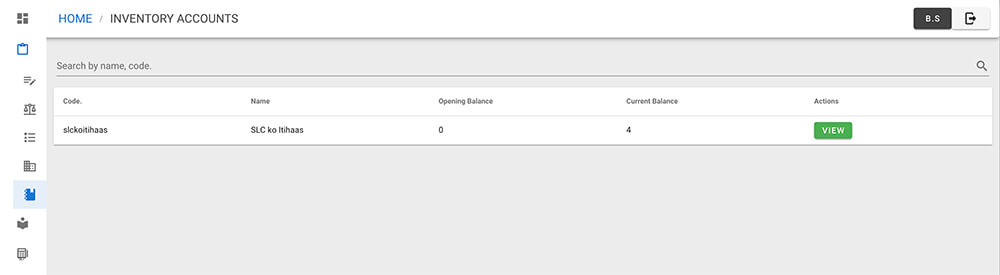 HOME / INVENTORY ACCOUNTS
B.S
Search by name, code.
Code. Name Opening Balance Current Balance Actions
slckoitihaas SLC ko Itihaas 0 4 VIEW